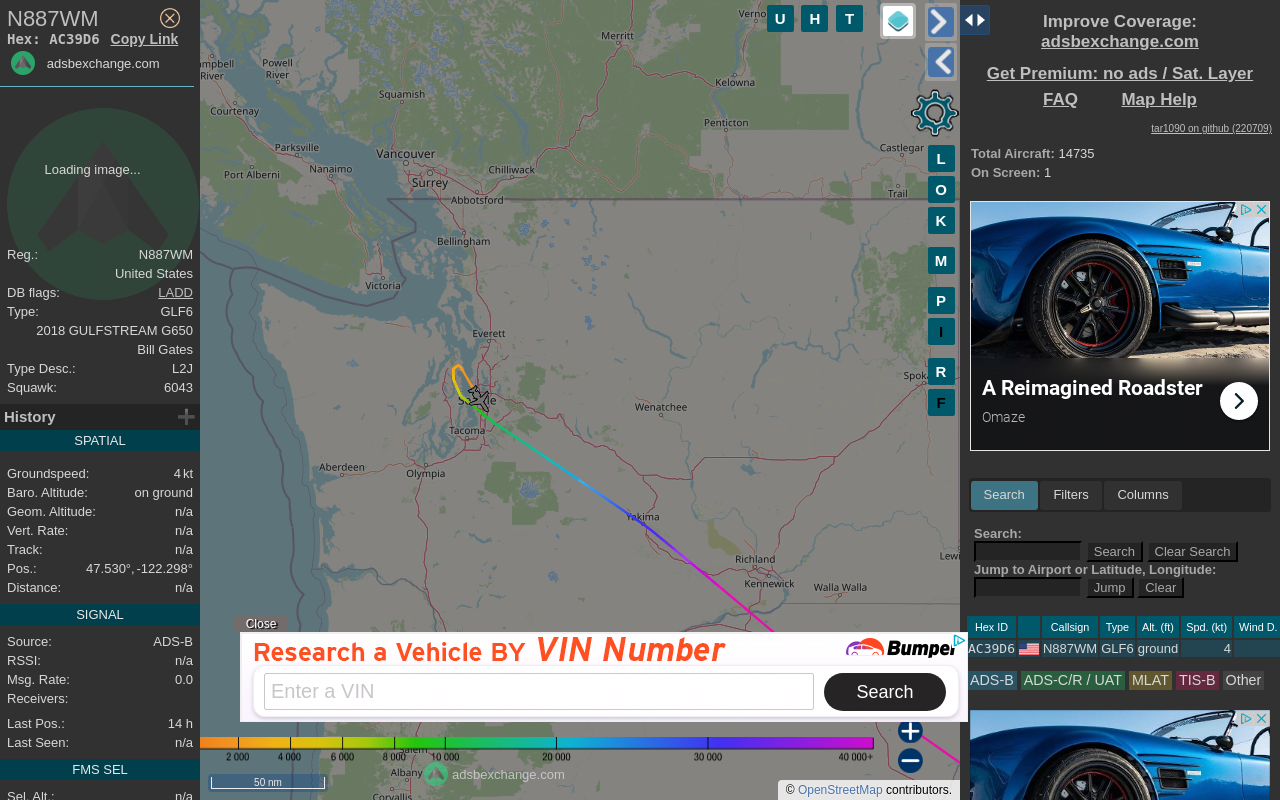 N887WM
Hex: AC39D6 Copy Link
adsbexchange.com
Loading image...
Reg.: N887WM
United States
DB flags: LADD
Type: GLF6
2018 GULFSTREAM G650
Bill Gates
Type Desc.: L2J
Squawk: 6043
History
SPATIAL
Groundspeed: 4 kt
Baro. Altitude: on ground
Geom. Altitude: n/a
Vert. Rate: n/a
Track: n/a
Pos.: 47.530°, -122.298°
Distance: n/a
SIGNAL
Source: ADS-B
RSSI: n/a
Msg. Rate: 0.0
Receivers:
Last Pos.: 14 h
Last Seen: n/a
FMS SEL
Sel. Alt.: n/a
Merritt
Powell
River
Campbell
River
Squamish
Kelowna
Courtenay
Penticton
Parksville
Vancouver
Castlegar
Port Alberni
Nanaimo
Surrey
Chilliwack
Abbotsford
Trail
Bellingham
Victoria
Everett
Wenatchee
Tacoma
Aberdeen
Olympia
Yakima
Richland
Kennewick
Walla Walla
Albany
Corvallis
U H T
L
O
K
M
P
I
R
F
Close
Research a Vehicle BY VIN Number
Bumper
Enter a VIN
Search
2 000 4 000 6 000 8 000 10 000 20 000 30 000 40 000+
adsbexchange.com
50 nm
© OpenStreetMap contributors.
Improve Coverage:
adsbexchange.com
Get Premium: no ads / Sat. Layer
FAQ Map Help
tar1090 on github (220709)
Total Aircraft: 14735
On Screen: 1
A Reimagined Roadster
Omaze
Search Filters Columns
Search:
Search Clear Search
Jump to Airport or Latitude, Longitude:
Jump Clear
Hex ID Callsign Type Alt. (ft) Spd. (kt) Wind D.
AC39D6 N887WM GLF6 ground 4
ADS-B ADS-C/R / UAT MLAT TIS-B Other